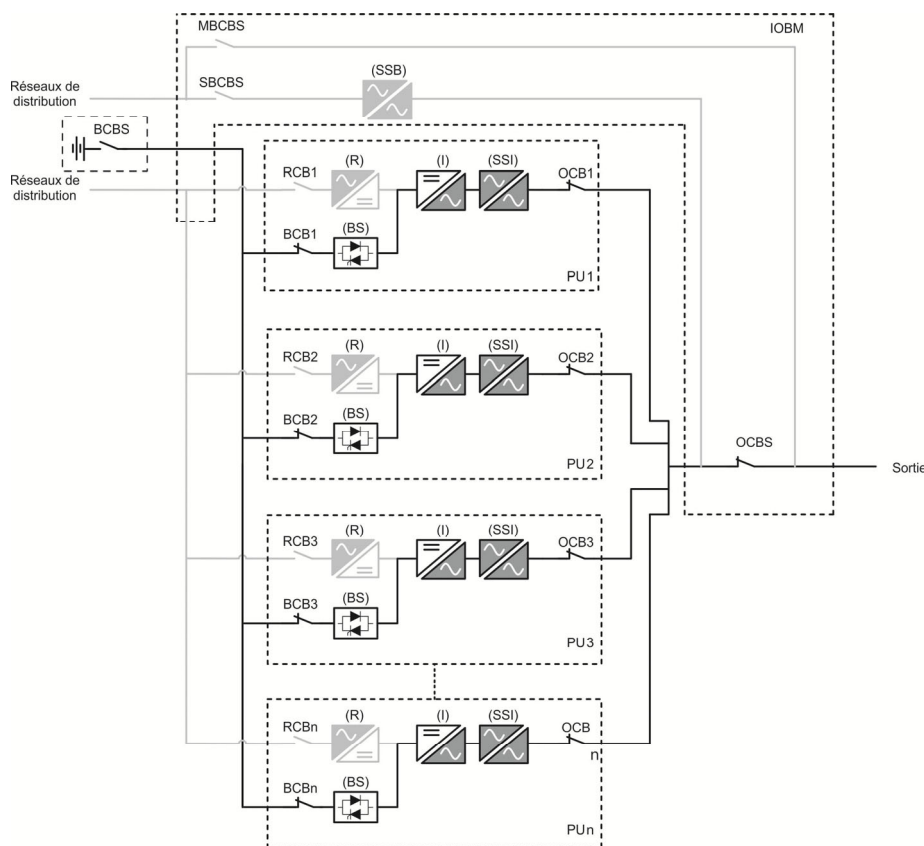 MBCBS
IOBM
Réseaux de
distribution
SBCBS
(SSB)
BCBS
Réseaux de
distribution
RCB1
(R)
(I)
(SSI)
OCB1
BCB1
(BS)
PU1
RCB2
(R)
(I)
(SSI)
OCB2
BCB2
(BS)
PU2
OCBS
Sortie
RCB3
(R)
(I)
(SSI)
OCB3
BCB3
(BS)
PU3
RCBn
(R)
(I)
(SSI)
OCB
n
BCBn
(BS)
PUn